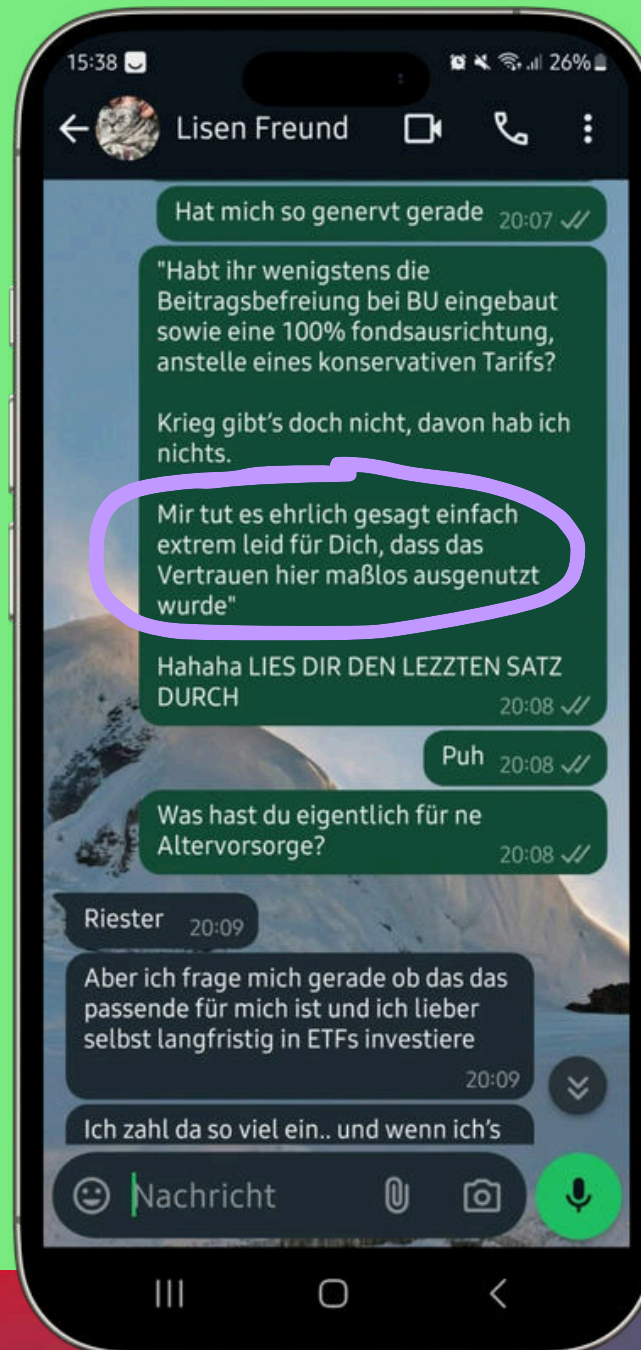 15:38 26%
Lisen Freund
Hat mich so genervt gerade 20:07
"Habt ihr wenigstens die
Beitragsbefreiung bei BU eingebaut
sowie eine 100% fondsausrichtung,
anstelle eines konservativen Tarifs?
Krieg gibt's doch nicht, davon hab ich
nichts.
Mir tut es ehrlich gesagt einfach
extrem leid für Dich, dass das
Vertrauen hier maßlos ausgenutzt
wurde"
Hahaha LIES DIR DEN LEZZTEN SATZ
DURCH 20:08
Puh 20:08
Was hast du eigentlich für ne
Altervorsorge? 20:08
Riester 20:09
Aber ich frage mich gerade ob das das
passende für mich ist und ich lieber
selbst langfristig in ETFs investiere
20:09
Ich zahl da so viel ein.. und wenn ich's
Nachricht